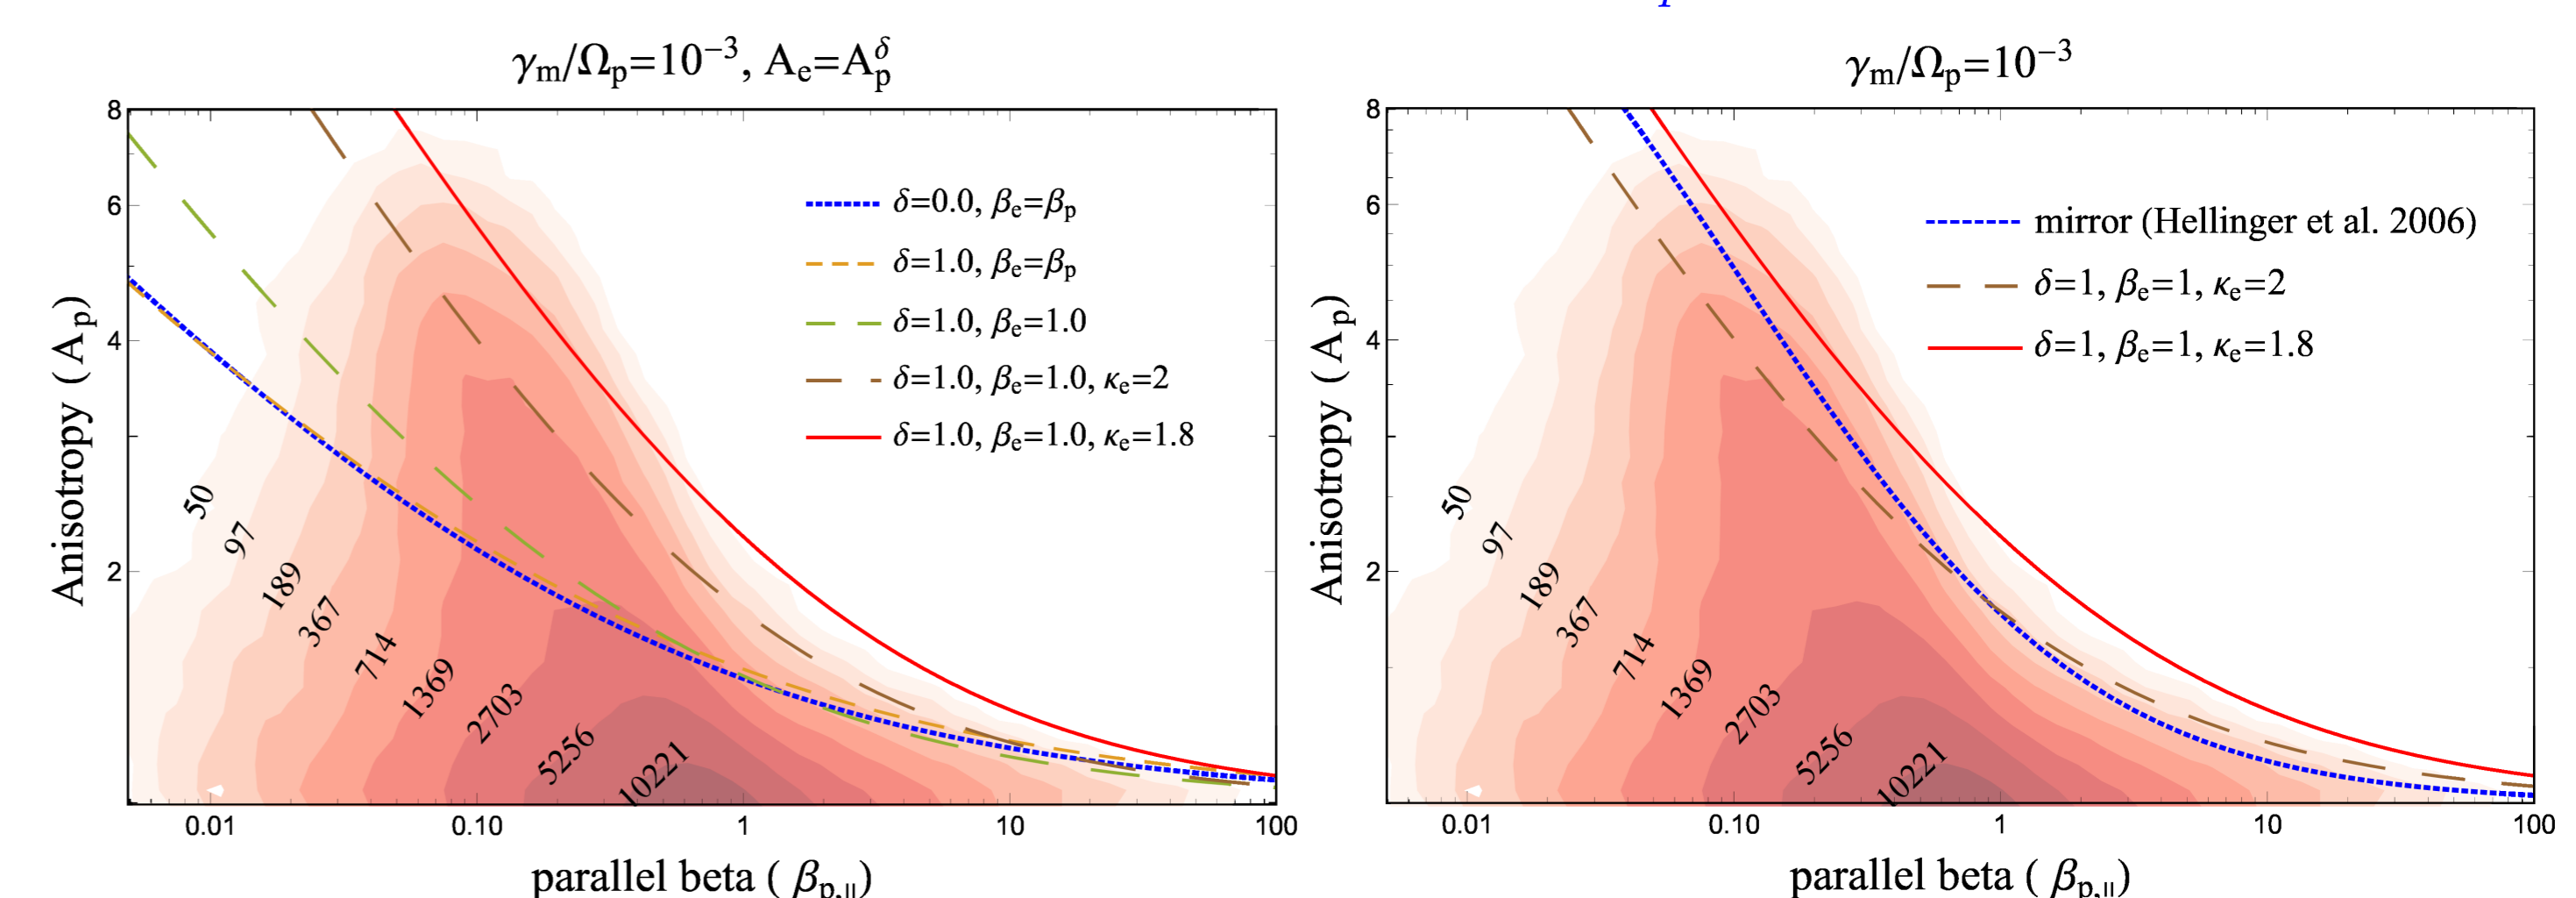 p
γm/Ωp=10⁻³, Ae=Apᵟ
8
6
4
2
Anisotropy ( Ap)
δ=0.0, βe=βp
δ=1.0, βe=βp
δ=1.0, βe=1.0
δ=1.0, βe=1.0, κe=2
δ=1.0, βe=1.0, κe=1.8
50
97
189
367
714
1369
2703
5256
10221
0.01 0.10 1 10 100
parallel beta ( βp,||)
γm/Ωp=10⁻³
8
6
4
2
Anisotropy ( Ap)
mirror (Hellinger et al. 2006)
δ=1, βe=1, κe=2
δ=1, βe=1, κe=1.8
50
97
189
367
714
1369
2703
5256
10221
0.01 0.10 1 10 100
parallel beta ( βp,||)